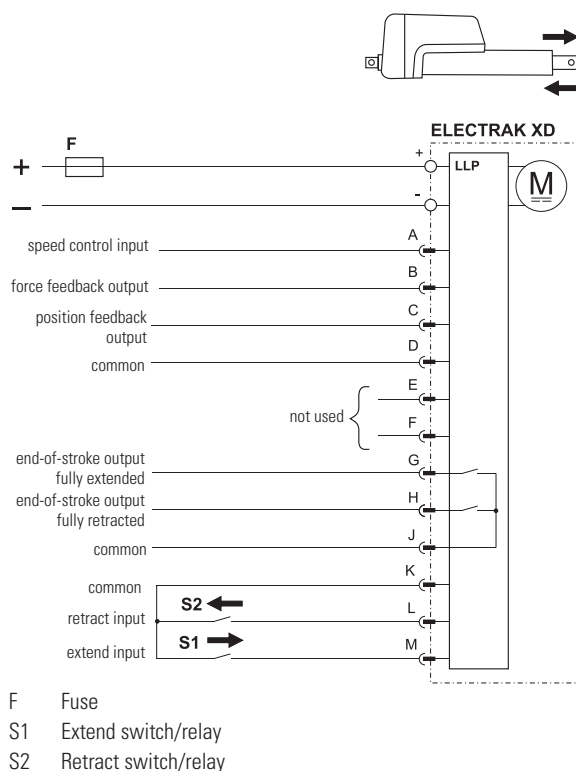 ELECTRAK XD
F
+
+
LLP
M
–
-
speed control input
A
force feedback output
B
position feedback
output
C
common
D
not used
E
F
end-of-stroke output
fully extended
G
end-of-stroke output
fully retracted
H
common
J
common
K
retract input
S2
L
extend input
S1
M
F Fuse
S1 Extend switch/relay
S2 Retract switch/relay